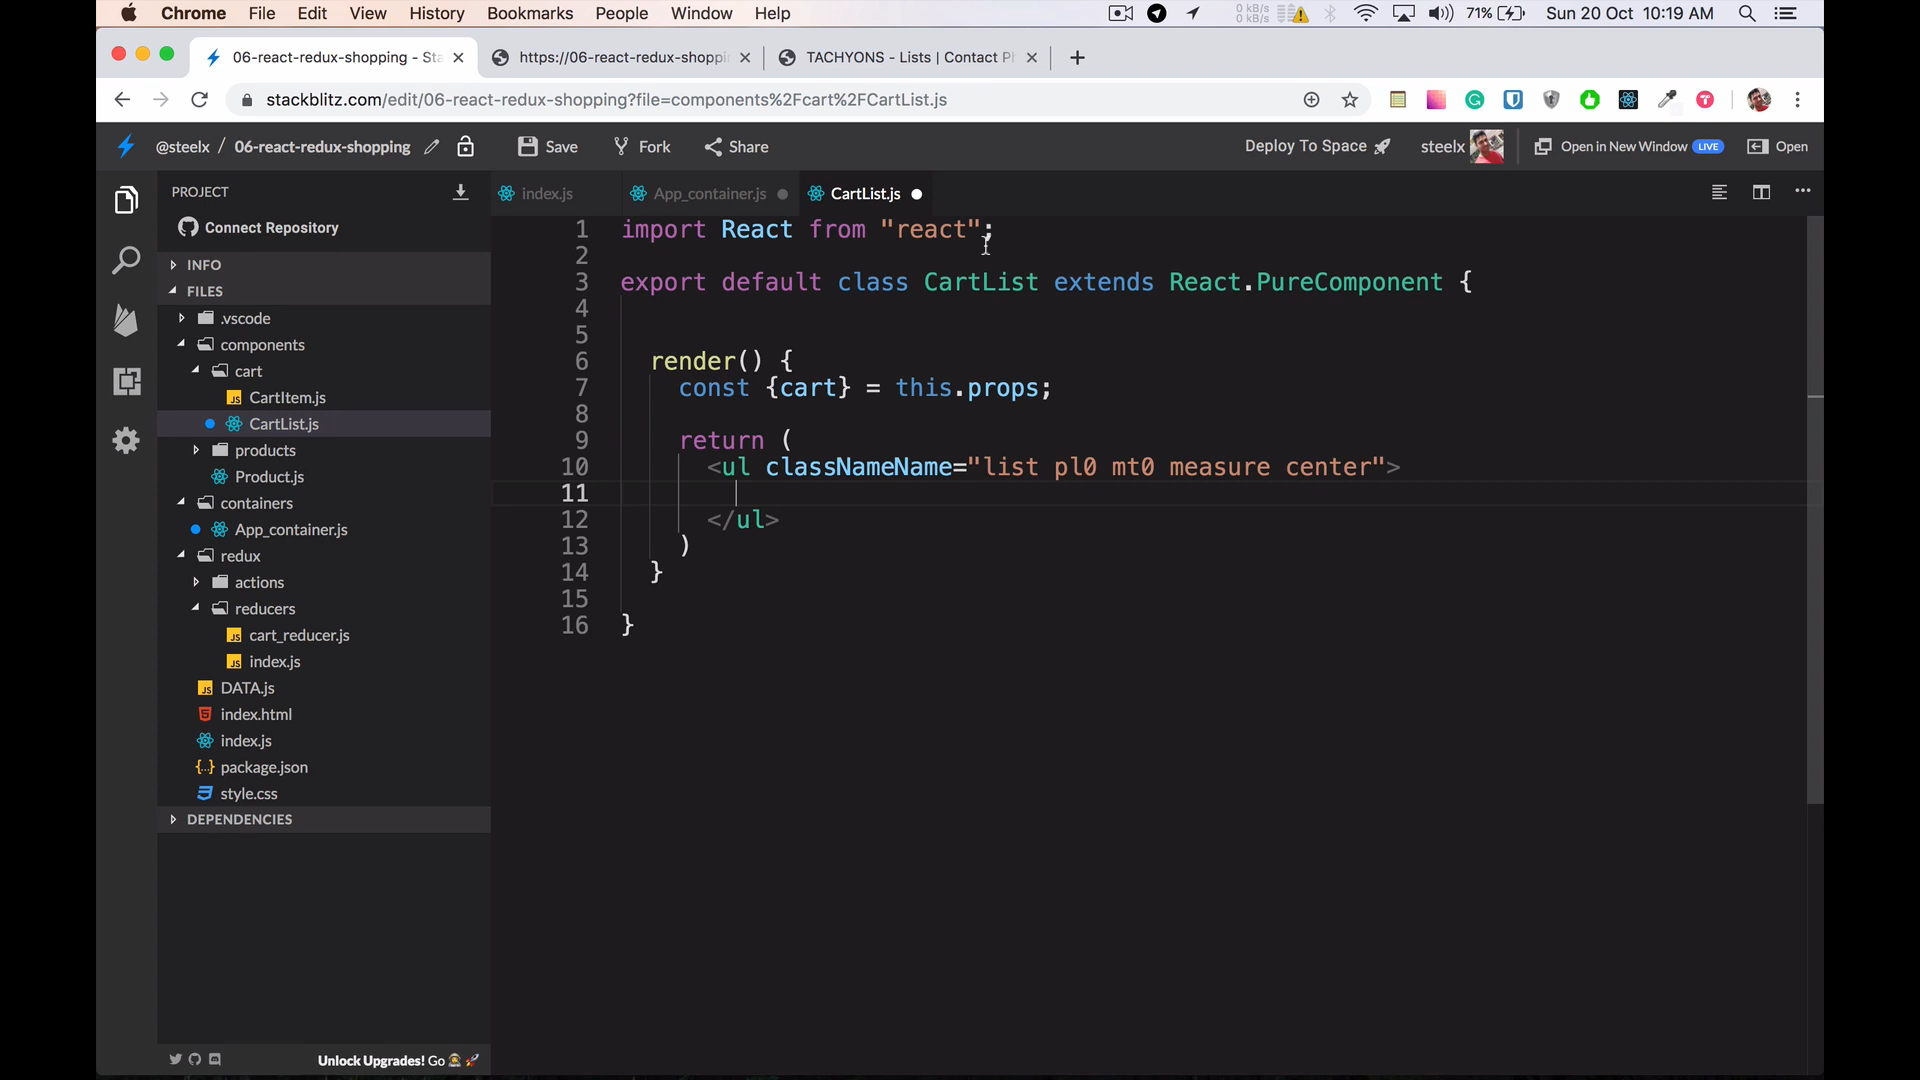 Chrome File Edit View History Bookmarks People Window Help 0 kB/s 0 kB/s 71% Sun 20 Oct 10:19 AM
06-react-redux-shopping - Sta https://06-react-redux-shoppi TACHYONS - Lists | Contact Ph
stackblitz.com/edit/06-react-redux-shopping?file=components%2Fcart%2FCartList.js
@steelx / 06-react-redux-shopping Save Fork Share Deploy To Space steelx Open in New Window LIVE Open
PROJECT
Connect Repository
INFO
FILES
.vscode
components
cart
CartItem.js
CartList.js
products
Product.js
containers
App_container.js
redux
actions
reducers
cart_reducer.js
index.js
DATA.js
index.html
index.js
package.json
style.css
DEPENDENCIES
Unlock Upgrades! Go
index.js App_container.js CartList.js
1 import React from "react";
2
3 export default class CartList extends React.PureComponent {
4
5
6 render() {
7 const {cart} = this.props;
8
9 return (
10 <ul classNameName="list pl0 mt0 measure center">
11
12 </ul>
13 )
14 }
15
16 }